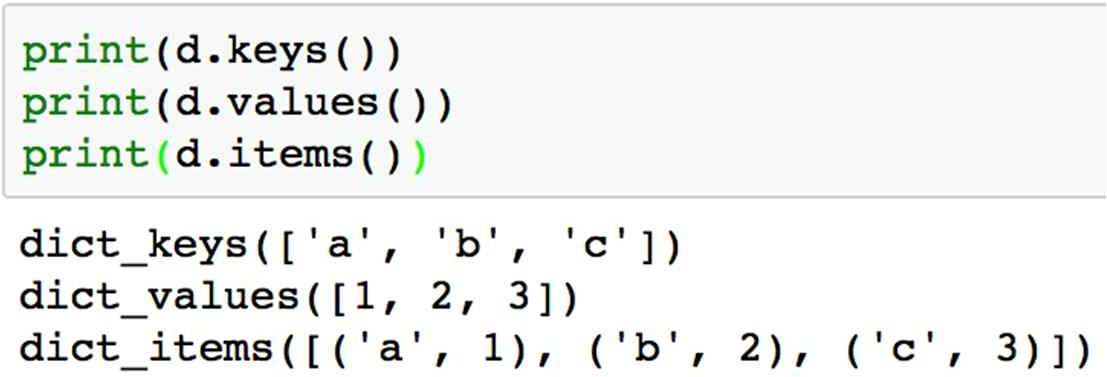 print(d.keys())
print(d.values())
print(d.items())
dict_keys(['a', 'b', 'c'])
dict_values([1, 2, 3])
dict_items([('a', 1), ('b', 2), ('c', 3)])